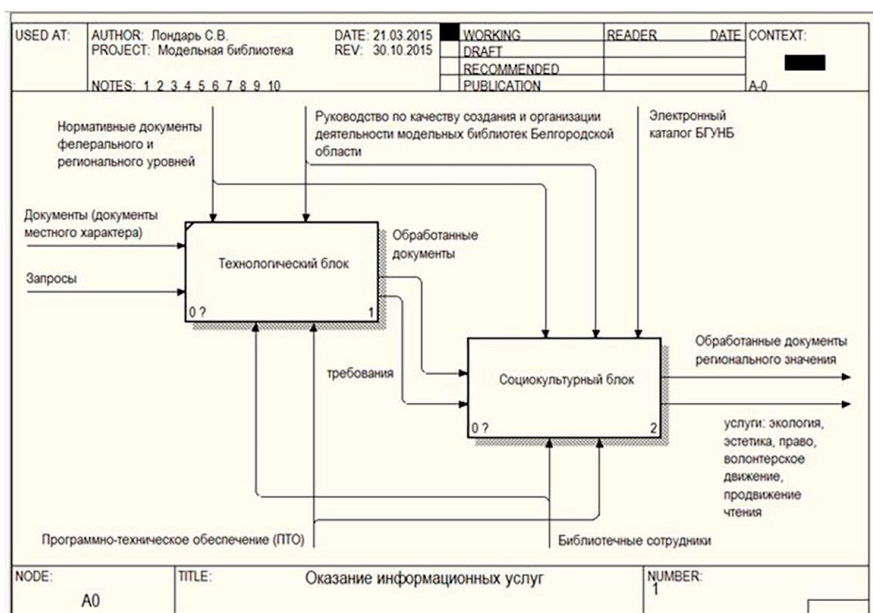 USED AT:
AUTHOR: Лондарь С.В.
DATE: 21.03.2015
PROJECT: Модельная библиотека
REV: 30.10.2015
NOTES: 1 2 3 4 5 6 7 8 9 10
WORKING
DRAFT
RECOMMENDED
PUBLICATION
READER DATE
CONTEXT:
A-0
Нормативные документы
фелерального и
регионального уровней
Руководство по качеству создания и организации
деятельности модельных библиотек Белгородской
области
Электронный
каталог БГУНБ
Документы (документы
местного характера)
Запросы
Технологический блок
0 ? 1
Обработанные
документы
требования
Социокультурный блок
0 ? 2
Обработанные документы
регионального значения
услуги: экология,
эстетика, право,
волонтерское
движение,
продвижение
чтения
Программно-техническое обеспечение (ПТО)
Библиотечные сотрудники
NODE:
A0
TITLE:
Оказание информационных услуг
NUMBER:
1